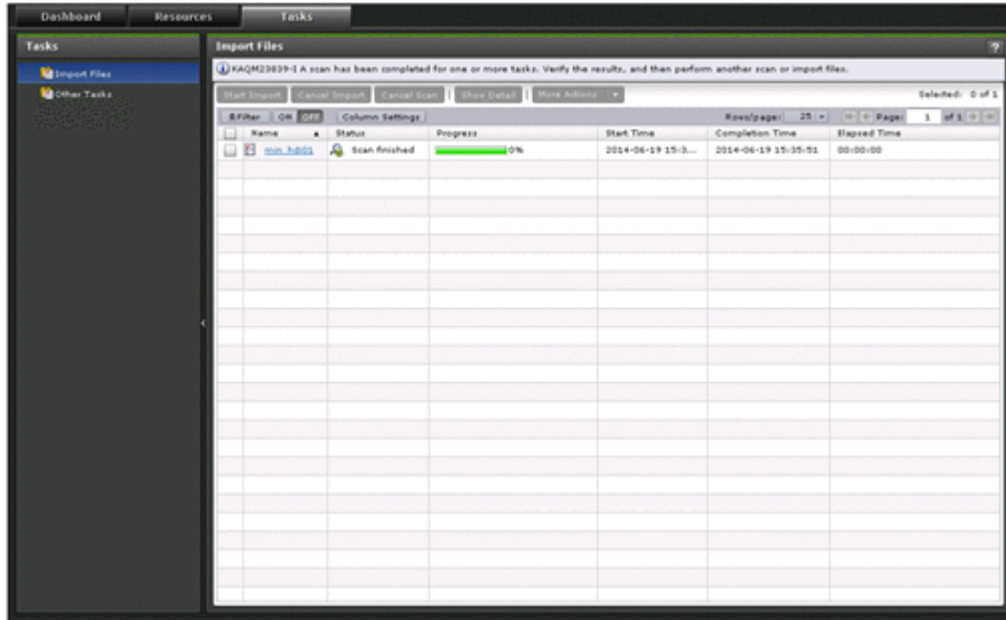 Dashboard Resources Tasks
Tasks
Import Files
Other Tasks
Import Files ?
KAQM23839-I A scan has been completed for one or more tasks. Verify the results, and then perform another scan or import files.
Start Import Cancel Import Cancel Scan Show Detail More Actions Selected: 0 of 1
Filter ON OFF Column Settings Rows/page: 25 Page: 1 of 1
Name Status Progress Start Time Completion Time Elapsed Time
min_hdi01 Scan finished 0% 2014-06-19 15:3... 2014-06-19 15:35:51 00:00:00